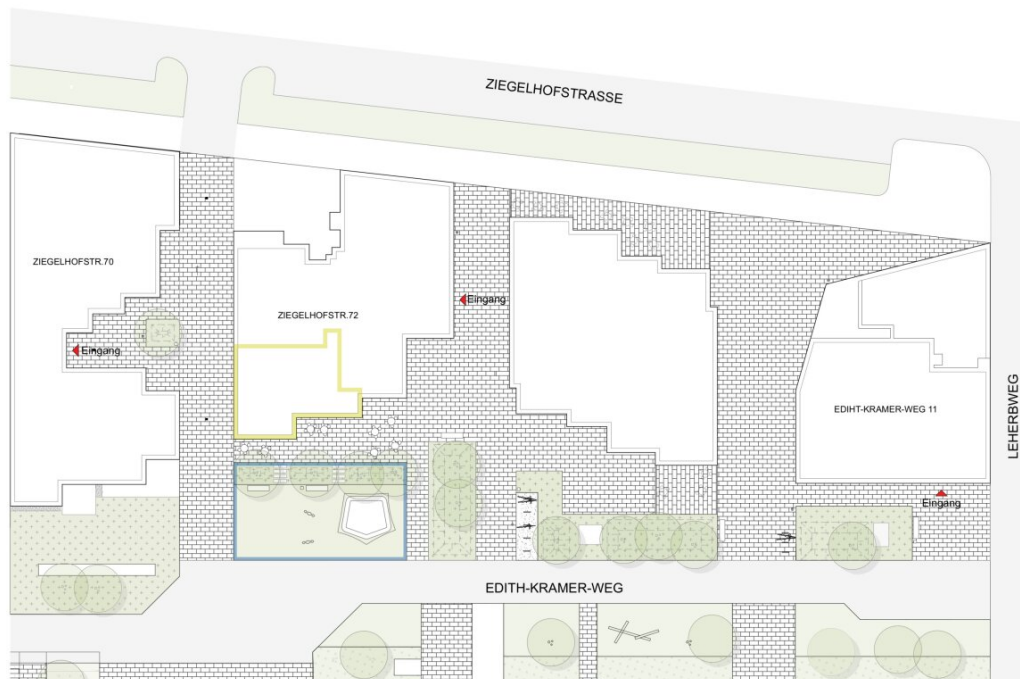 ZIEGELHOFSTRASSE
ZIEGELHOFSTR.70
ZIEGELHOFSTR.72
Eingang
Eingang
EDIHT-KRAMER-WEG 11
LEHERBWEG
Eingang
EDITH-KRAMER-WEG